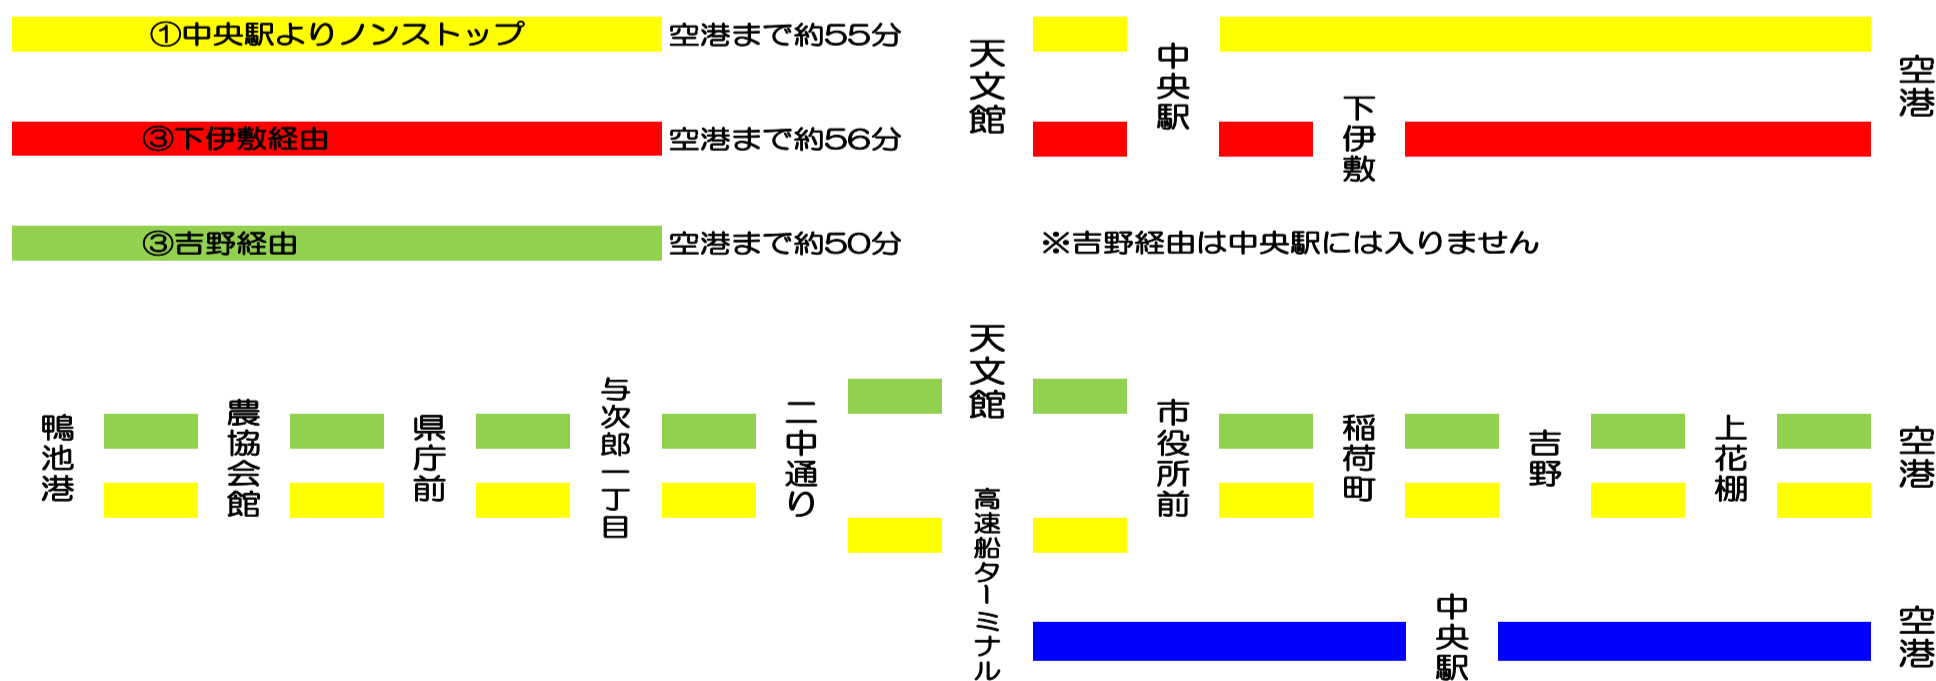 ①中央駅よりノンストップ
空港まで約55分
天文館
中央駅
空港
③下伊敷経由
空港まで約56分
下伊敷
③吉野経由
空港まで約50分
※吉野経由は中央駅には入りません
鴨池港
農協会館
県庁前
与次郎一丁目
二中通り
天文館
高速船ターミナル
市役所前
稲荷町
吉野
上花棚
空港
中央駅
空港